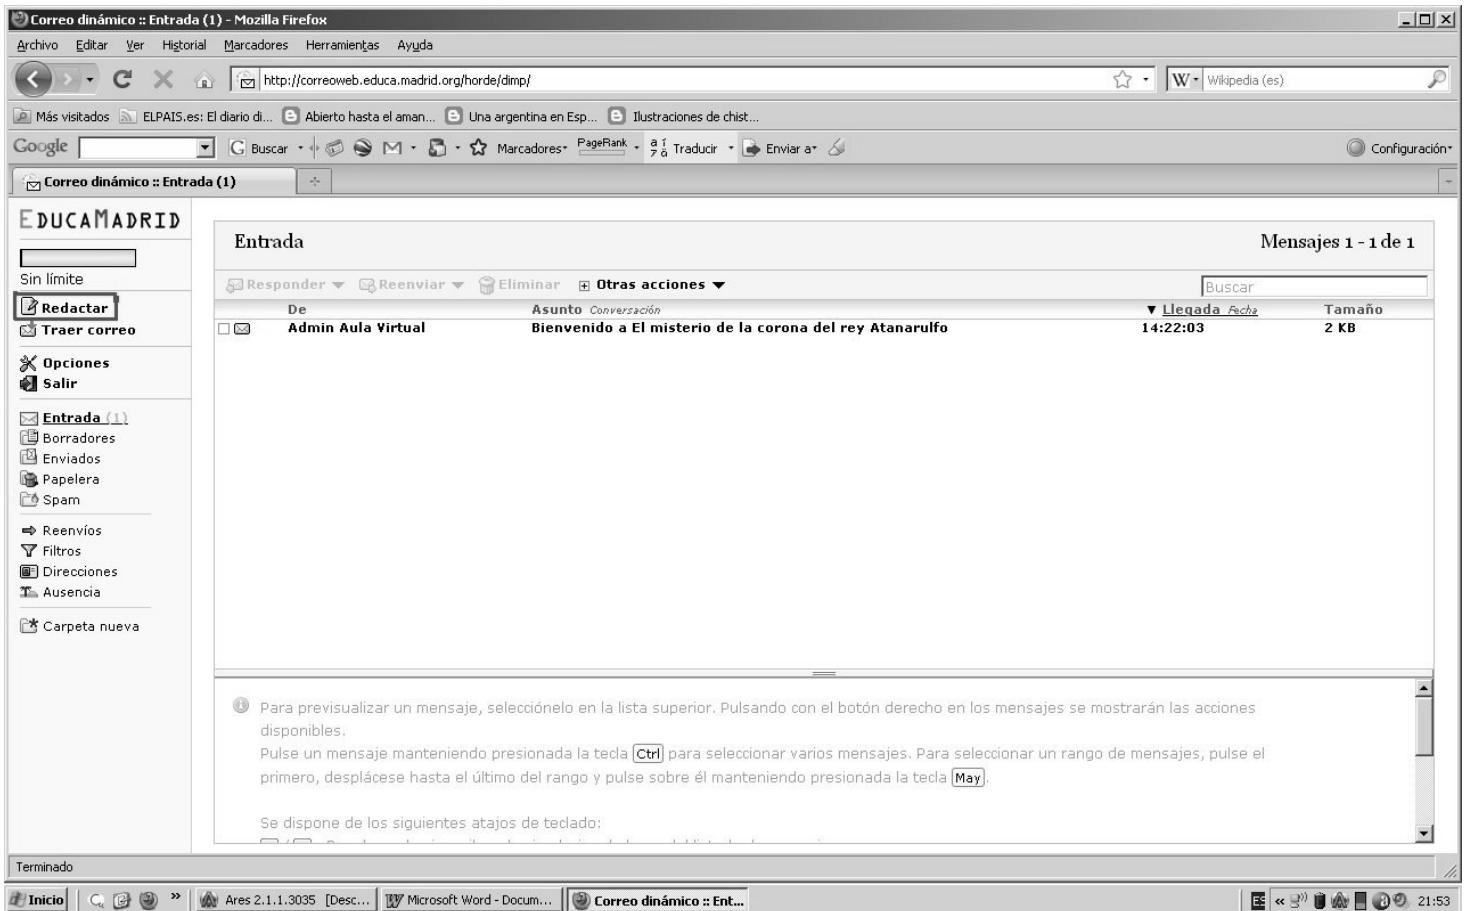 Correo dinámico :: Entrada (1) - Mozilla Firefox
Archivo Editar Ver Historial Marcadores Herramientas Ayuda
http://correoweb.educa.madrid.org/horde/dimp/ W Wikipedia (es)
Más visitados ELPAIS.es: El diario di... Abierto hasta el aman... Una argentina en Esp... Ilustraciones de chist...
Google G Buscar Marcadores PageRank Traducir Enviar a Configuración
Correo dinámico :: Entrada (1)
EDUCAMADRID
Entrada Mensajes 1 - 1 de 1
Sin límite
Responder Reenviar Eliminar Otras acciones Buscar
Redactar
De Asunto Conversación Llegada Fecha Tamaño
Traer correo
Admin Aula Virtual Bienvenido a El misterio de la corona del rey Atanarulfo 14:22:03 2 KB
Opciones
Salir
Entrada (1)
Borradores
Enviados
Papelera
Spam
Reenvíos
Filtros
Direcciones
Ausencia
Carpeta nueva
Para previsualizar un mensaje, selecciónelo en la lista superior. Pulsando con el botón derecho en los mensajes se mostrarán las acciones
disponibles.
Pulse un mensaje manteniendo presionada la tecla Ctrl para seleccionar varios mensajes. Para seleccionar un rango de mensajes, pulse el
primero, desplácese hasta el último del rango y pulse sobre él manteniendo presionada la tecla May.
Se dispone de los siguientes atajos de teclado:
Terminado
Inicio » Ares 2.1.1.3035 [Desc... Microsoft Word - Docum... Correo dinámico :: Ent... ES « 21:53